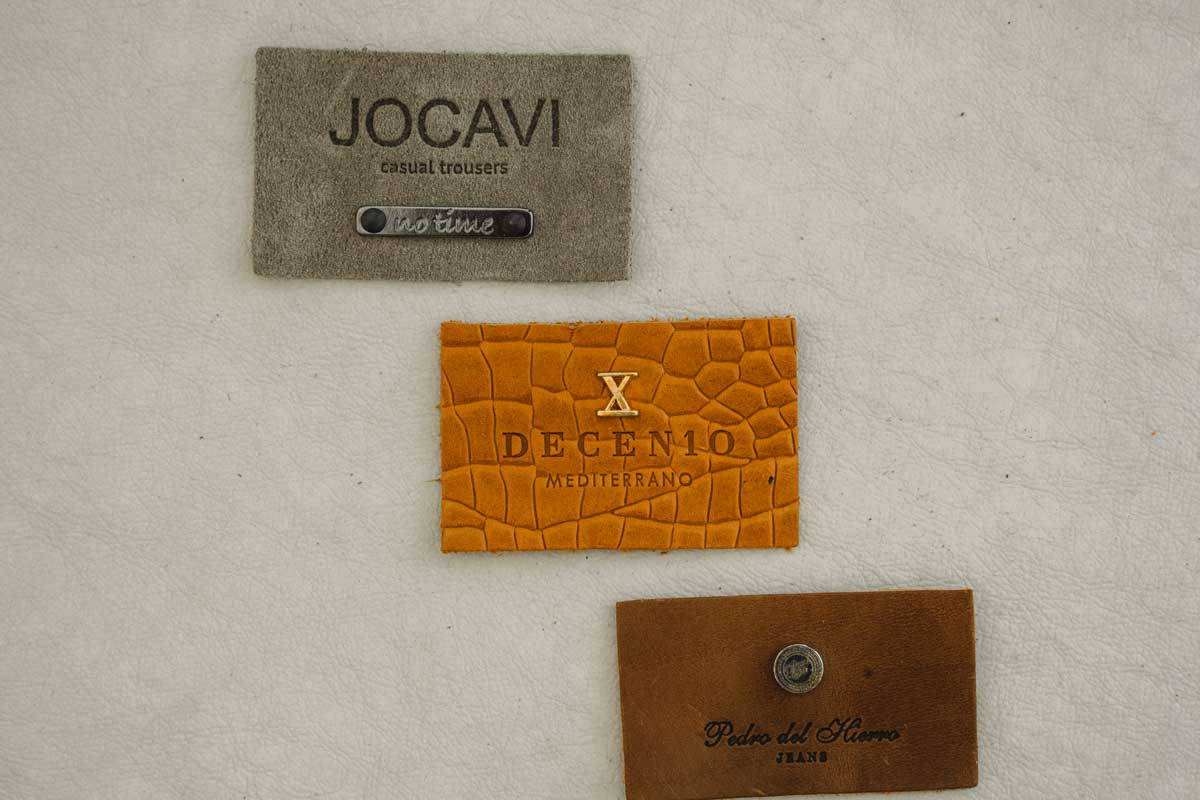 JOCAVI
casual trousers
no time
X
DECEN1O
MEDITERRANO
Pedro del Hierro
JEANS